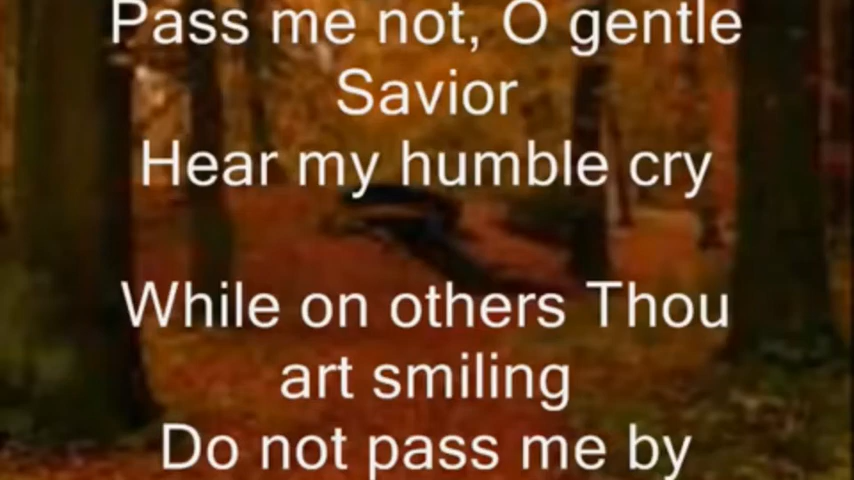 Pass me not, O gentle
Savior
Hear my humble cry
While on others Thou
art smiling
Do not pass me by